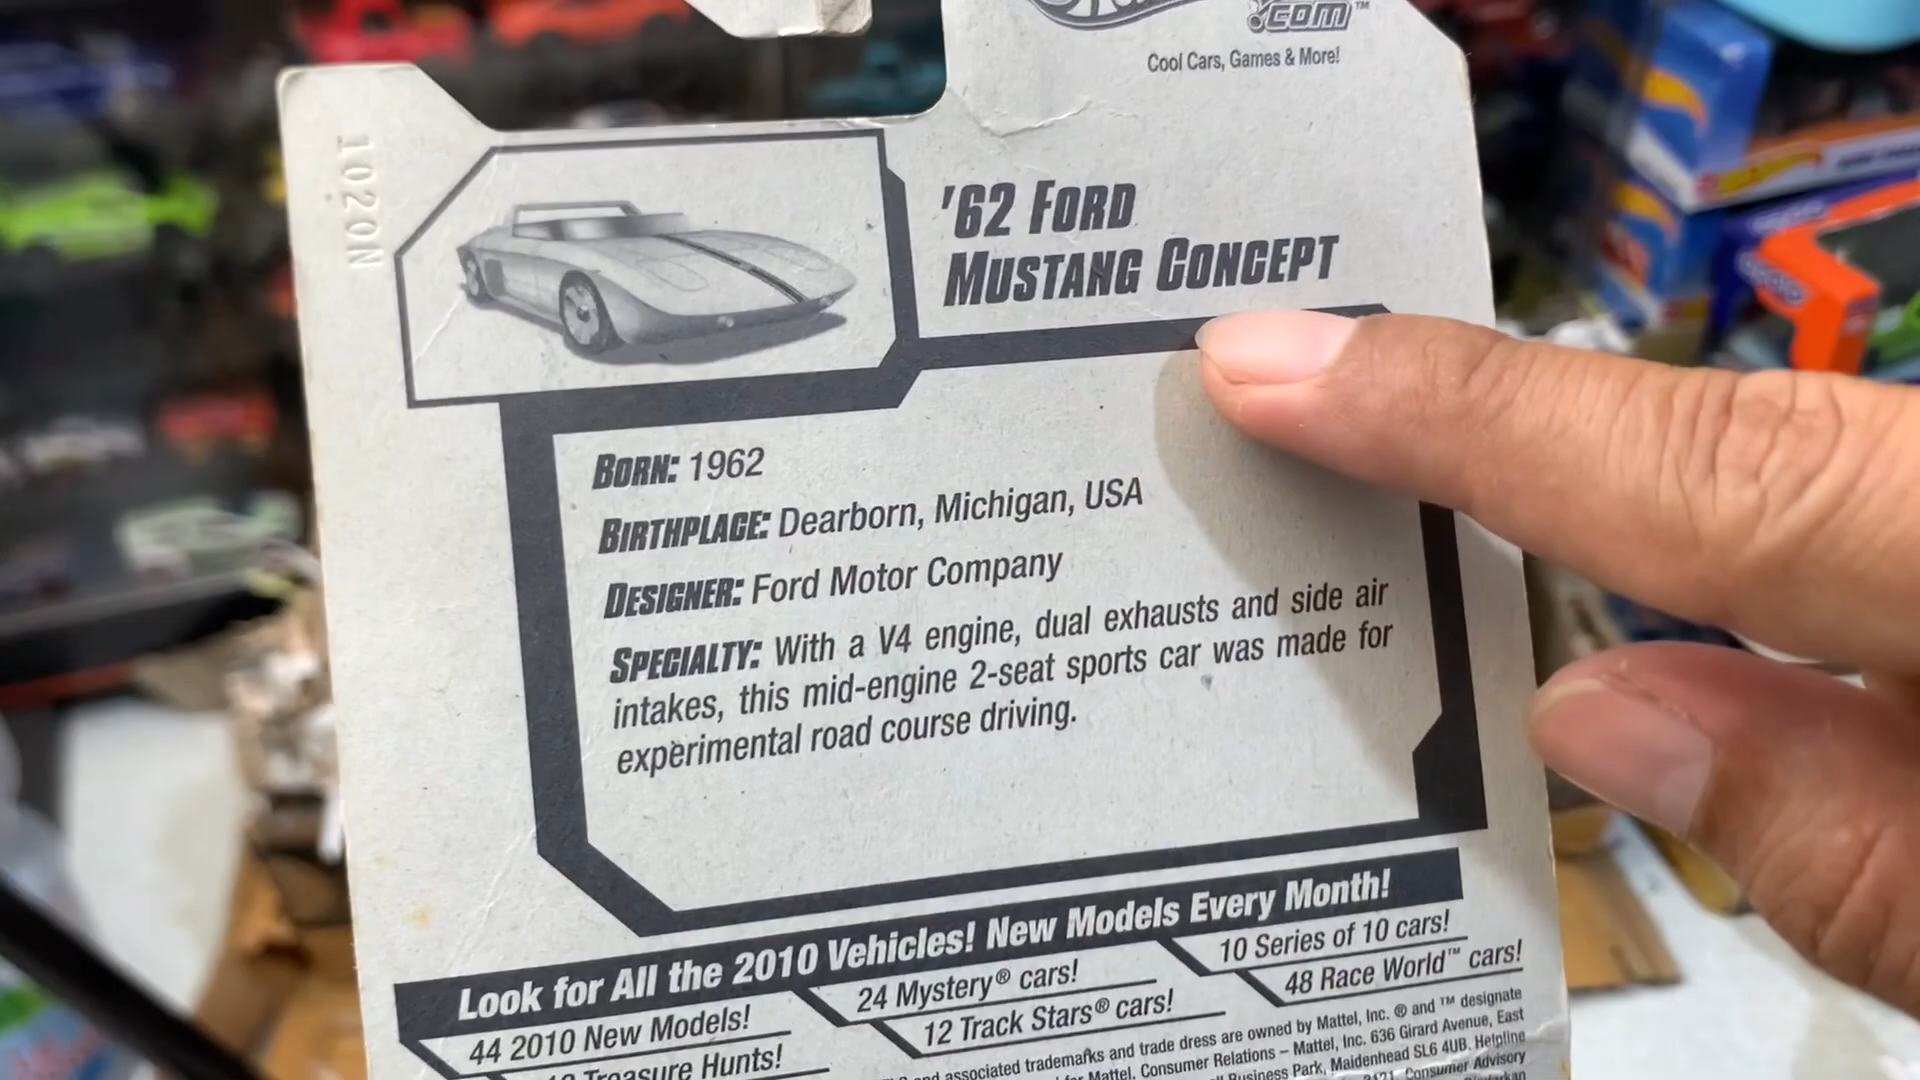 .COM™
Cool Cars, Games & More!
1020N
'62 FORD
MUSTANG CONCEPT
BORN: 1962
BIRTHPLACE: Dearborn, Michigan, USA
DESIGNER: Ford Motor Company
SPECIALTY: With a V4 engine, dual exhausts and side air
intakes, this mid-engine 2-seat sports car was made for
experimental road course driving.
Look for All the 2010 Vehicles! New Models Every Month!
44 2010 New Models!
24 Mystery® cars!
10 Series of 10 cars!
Treasure Hunts!
12 Track Stars® cars!
48 Race World™ cars!
associated trademarks and trade dress are owned by Mattel, Inc. ® and ™ designate
Mattel. Consumer Relations – Mattel, Inc. 636 Girard Avenue, East
Business Park, Maidenhead SL6 4UB. Helpline
Consumer Advisory